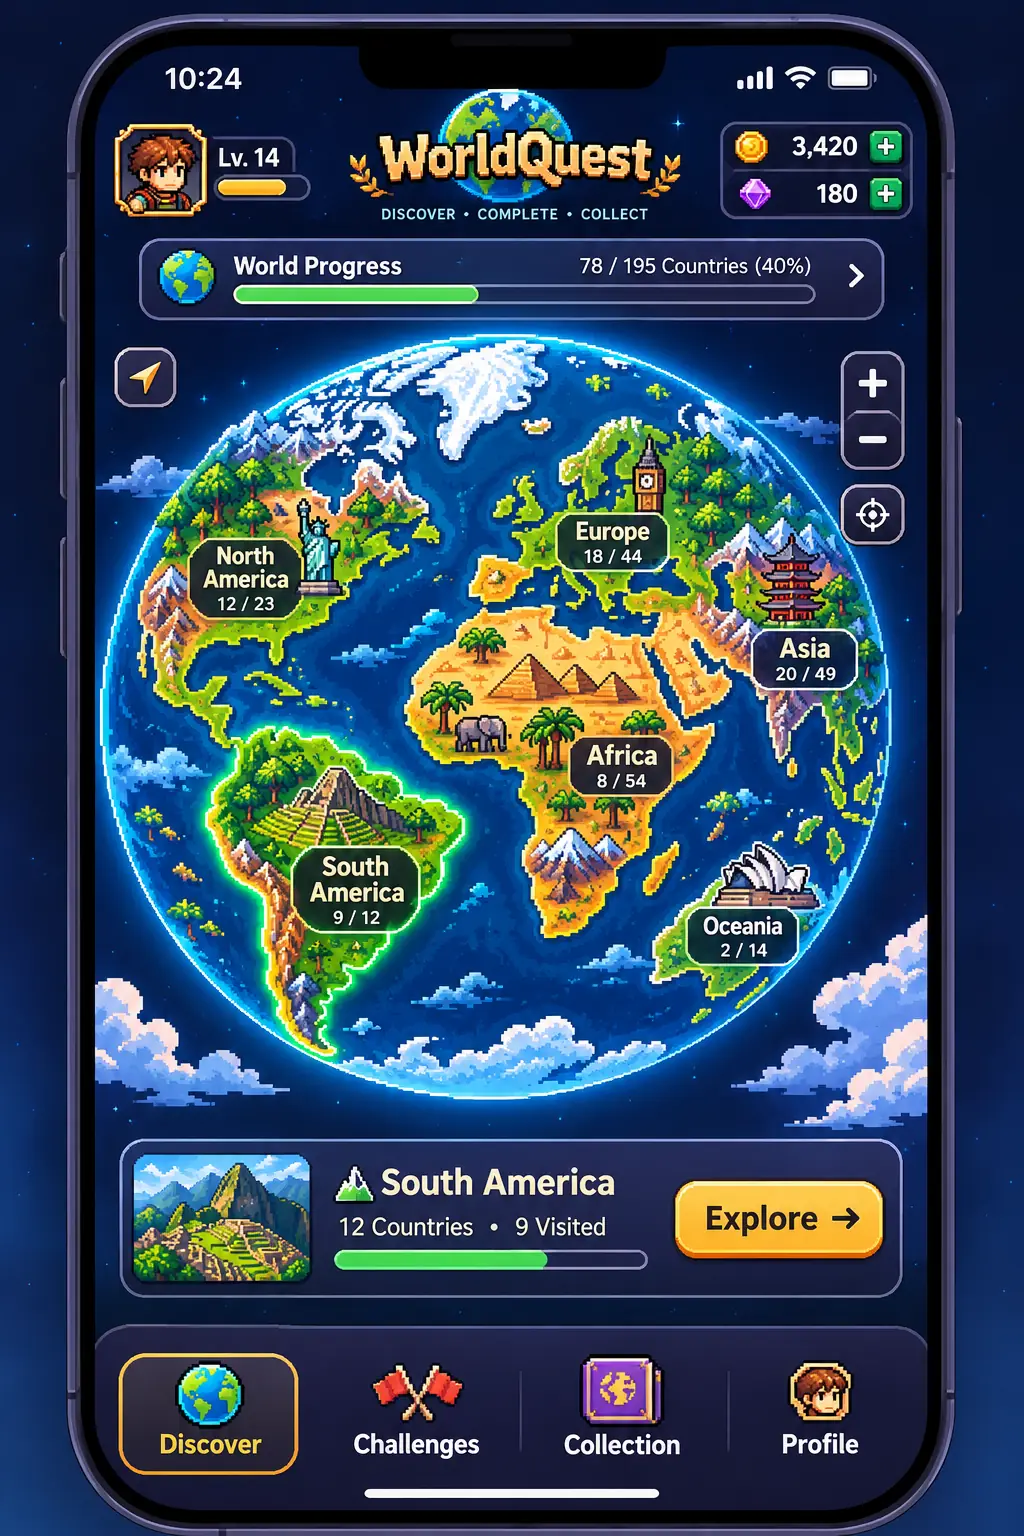 10:24
Lv. 14
WorldQuest
DISCOVER • COMPLETE • COLLECT
3,420
180
World Progress
78 / 195 Countries (40%)
North
America
12 / 23
Europe
18 / 44
Asia
20 / 49
Africa
8 / 54
South
America
9 / 12
Oceania
2 / 14
South America
12 Countries • 9 Visited
Explore →
Discover
Challenges
Collection
Profile